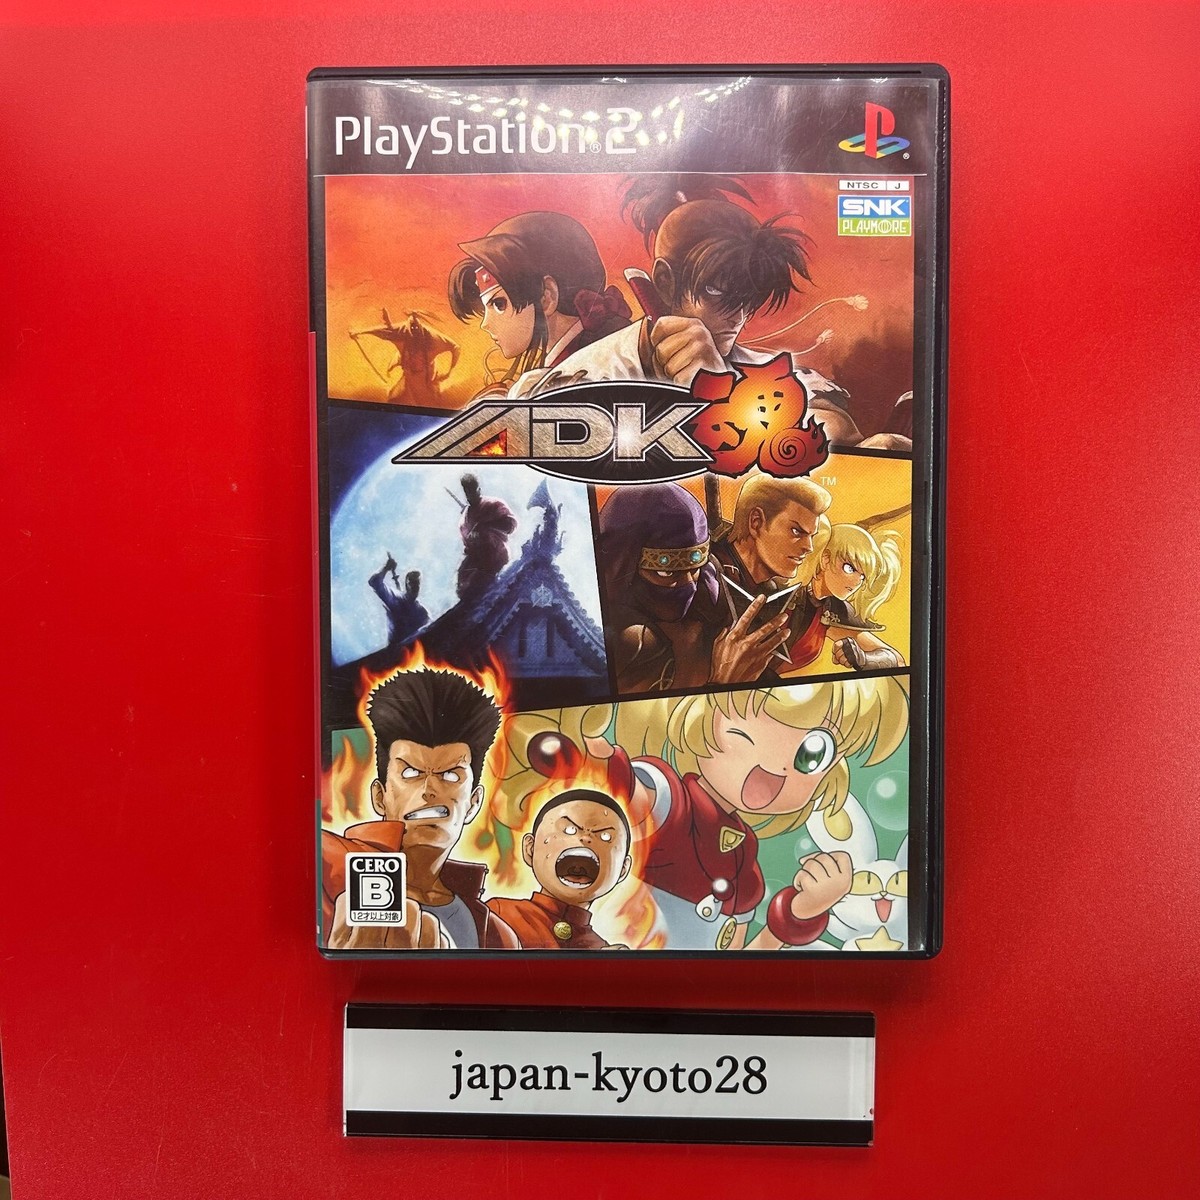 PlayStation®2
®
NTSC J
SNK
PLAYMORE
ADK魂
TM
CERO
B
12才以上対象
japan-kyoto28